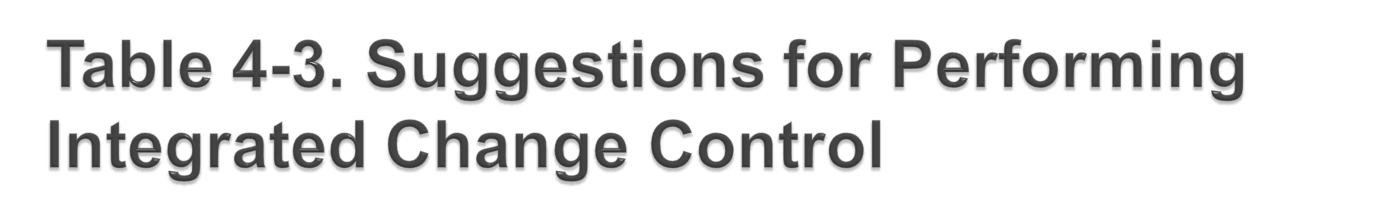 Table 4-3. Suggestions for Performing
Integrated Change Control